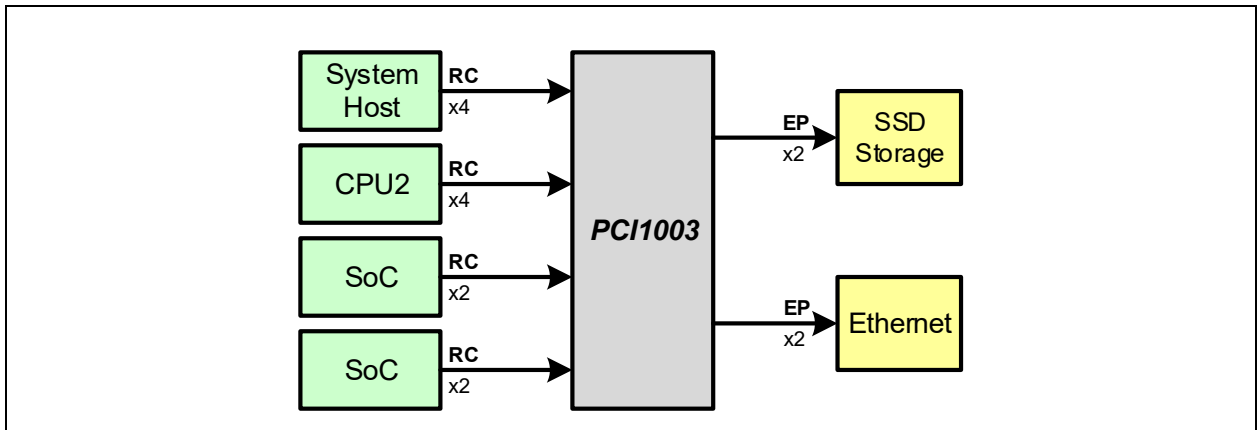 System
Host
RC
x4
CPU2
RC
x4
SoC
RC
x2
SoC
RC
x2
PCI1003
EP
x2
SSD
Storage
EP
x2
Ethernet